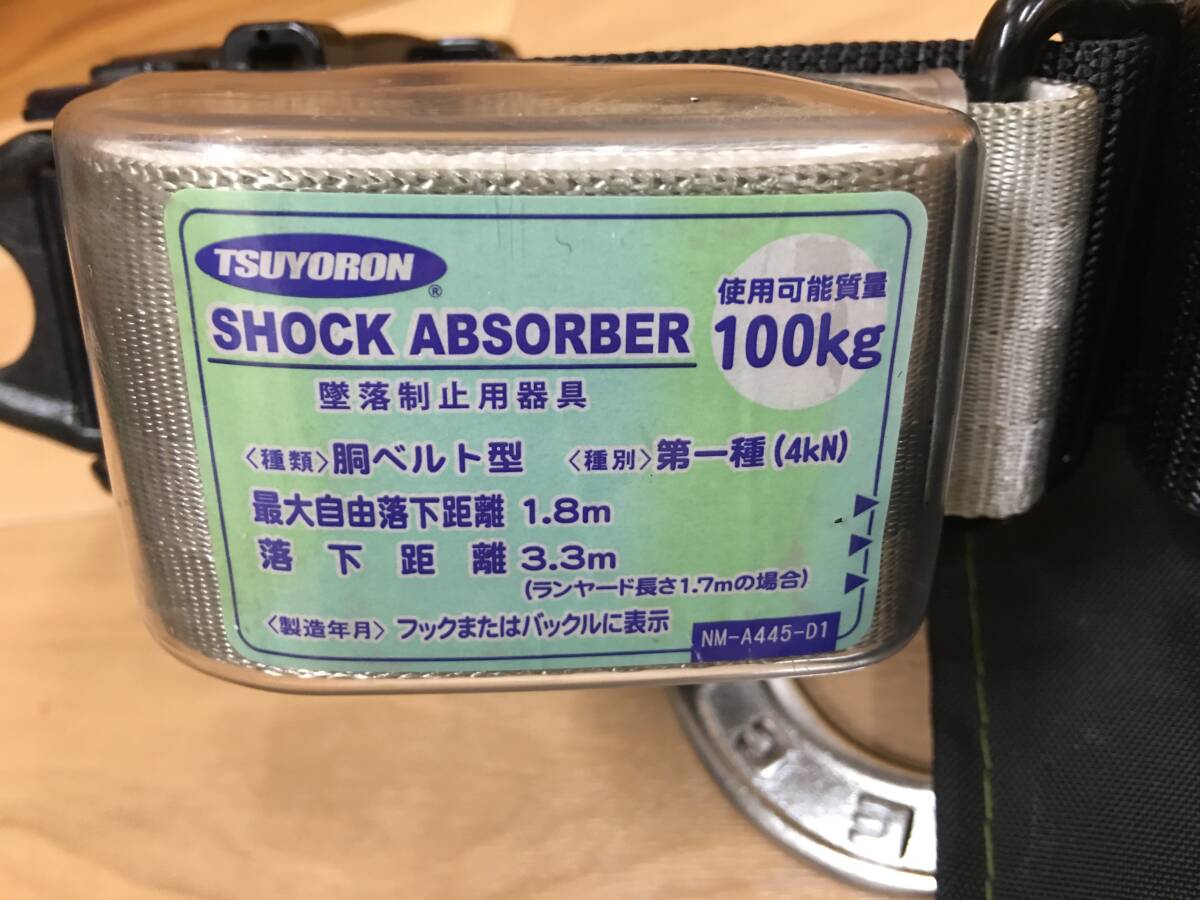 TSUYORON®
SHOCK ABSORBER
使用可能質量
100kg
墜落制止用器具
〈種類〉胴ベルト型 〈種別〉第一種(4kN)
最大自由落下距離 1.8m
落下距離 3.3m
(ランヤード長さ1.7mの場合)
〈製造年月〉フックまたはバックルに表示
NM-A445-D1